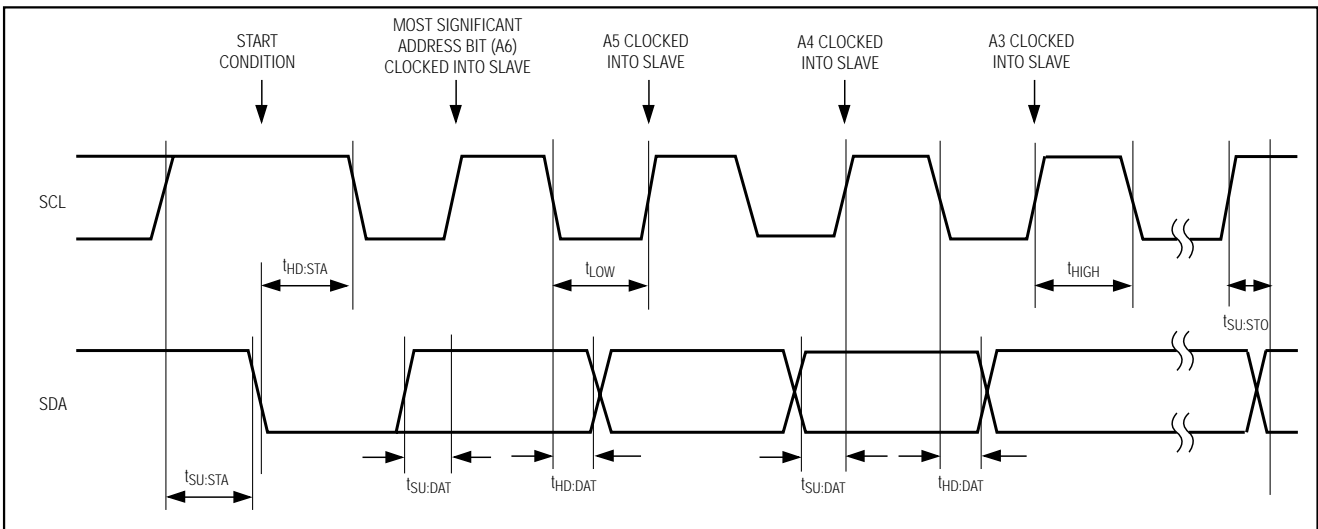 START
CONDITION
MOST SIGNIFICANT
ADDRESS BIT (A6)
CLOCKED INTO SLAVE
A5 CLOCKED
INTO SLAVE
A4 CLOCKED
INTO SLAVE
A3 CLOCKED
INTO SLAVE
SCL
tHD:STA
tLOW
tHIGH
tSU:STO
SDA
tSU:STA
tSU:DAT
tHD:DAT
tSU:DAT
tHD:DAT